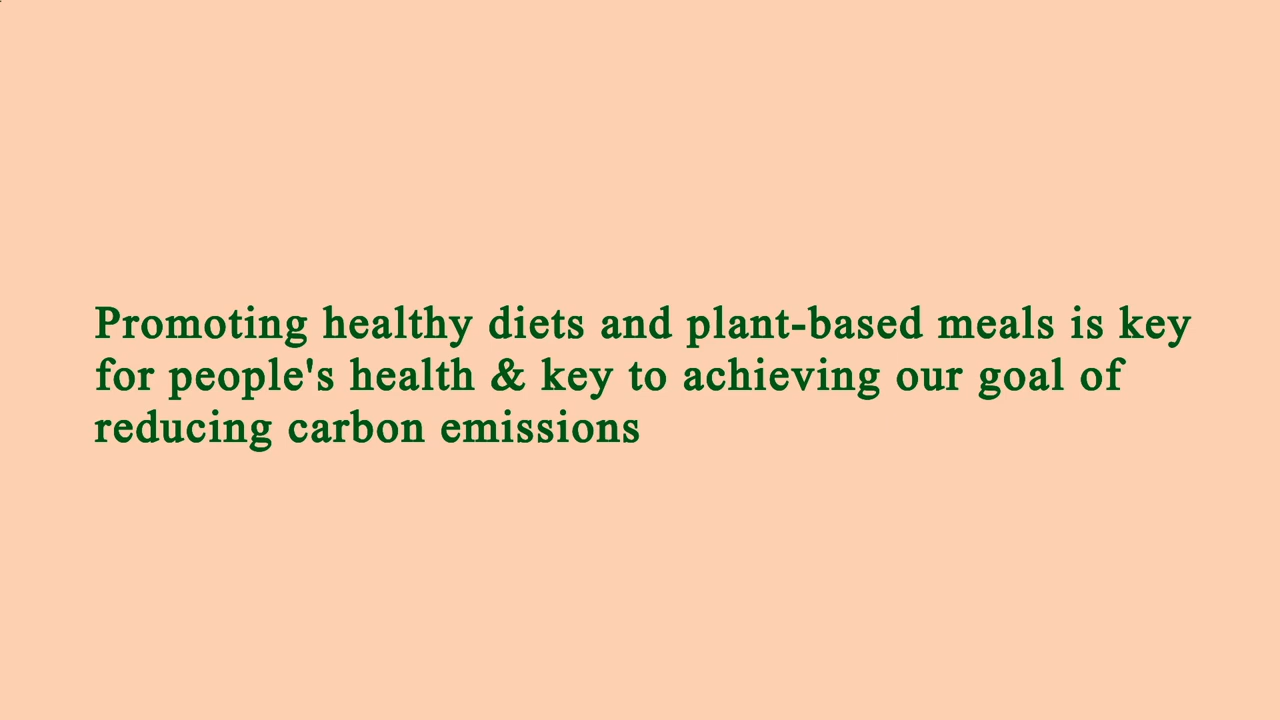 Promoting healthy diets and plant-based meals is key
for people's health & key to achieving our goal of
reducing carbon emissions